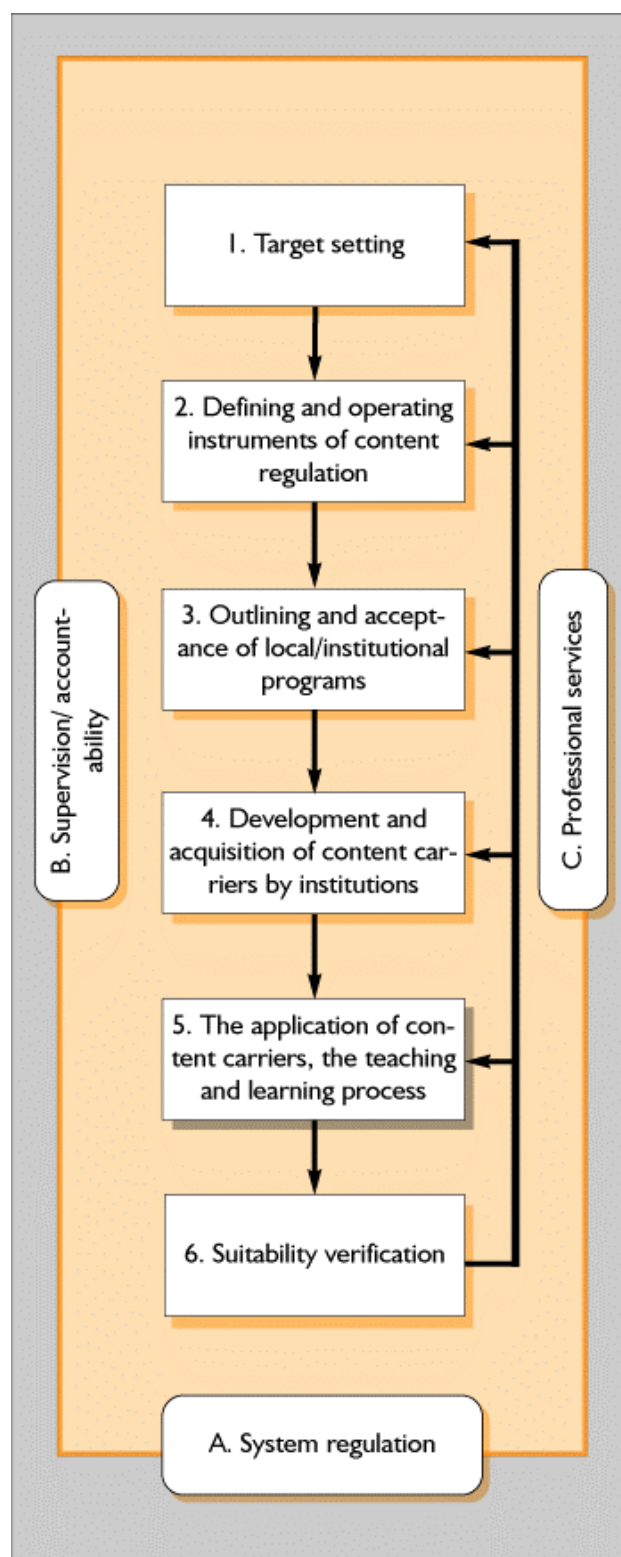 1. Target setting
2. Defining and operating
instruments of content
regulation
3. Outlining and accept-
ance of local/institutional
programs
B. Supervision/ account-
ability
C. Professional services
4. Development and
acquisition of content car-
riers by institutions
5. The application of con-
tent carriers, the teaching
and learning process
6. Suitability verification
A. System regulation